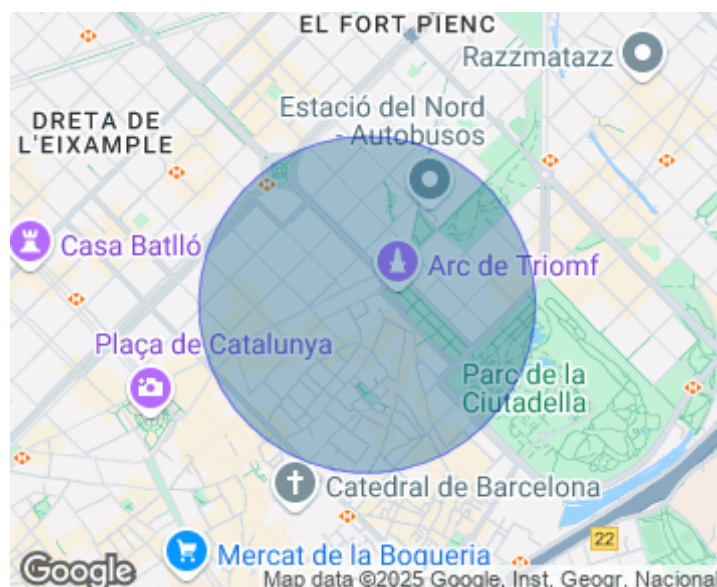 EL FORT PIENC
Razzmatazz
Estació del Nord
- Autobusos
DRETA DE
L'EIXAMPLE
Casa Batlló
Arc de Triomf
Plaça de Catalunya
Parc de la
Ciutadella
Catedral de Barcelona
22
Mercat de la Boqueria
Google
Map data ©2025 Google, Inst. Geogr. Nacional